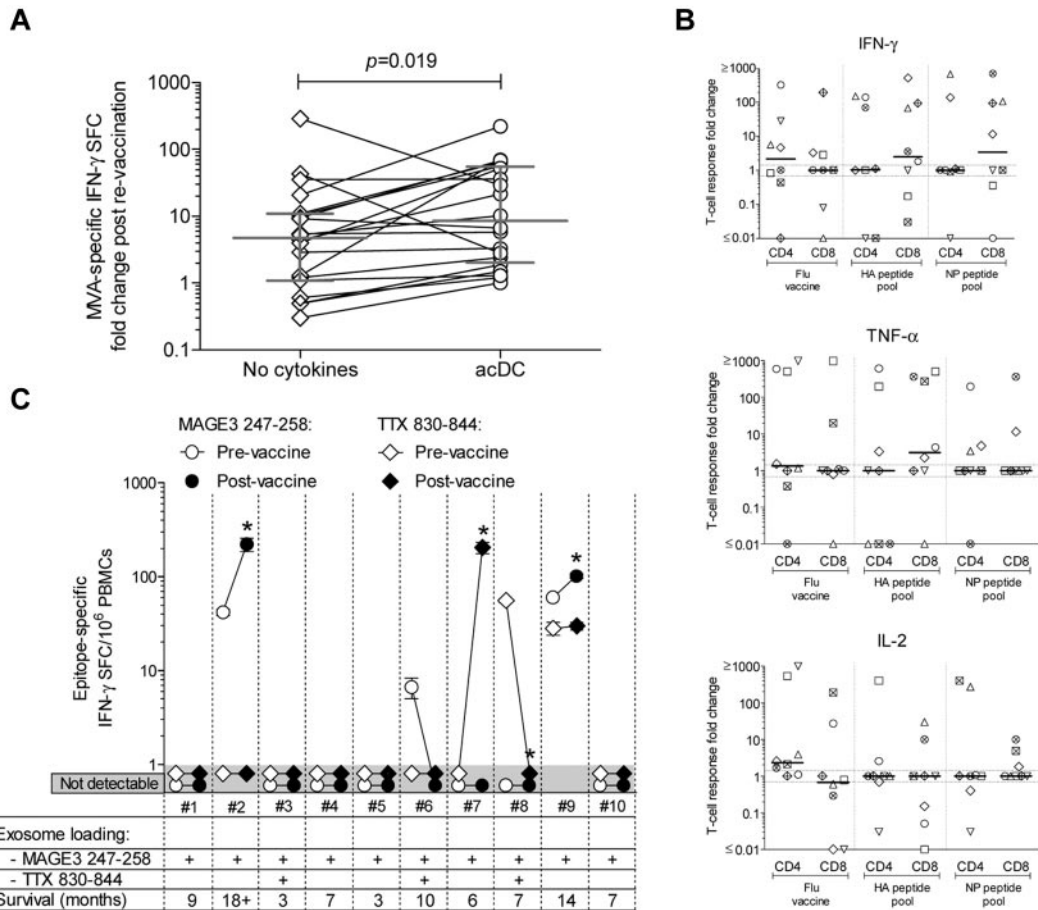 A
p=0.019
MVA-specific IFN-γ SFC
fold change post re-vaccination
1000
100
10
1
0.1
No cytokines
acDC
B
IFN-γ
T-cell response fold change
≥1000
100
10
1
0.1
≤0.01
CD4 CD8 CD4 CD8 CD4 CD8
Flu vaccine
HA peptide pool
NP peptide pool
TNF-α
T-cell response fold change
≥1000
100
10
1
0.1
≤0.01
CD4 CD8 CD4 CD8 CD4 CD8
Flu vaccine
HA peptide pool
NP peptide pool
IL-2
T-cell response fold change
≥1000
100
10
1
0.1
≤0.01
CD4 CD8 CD4 CD8 CD4 CD8
Flu vaccine
HA peptide pool
NP peptide pool
C
MAGE3 247-258: TTX 830-844:
Pre-vaccine Pre-vaccine
Post-vaccine Post-vaccine
Epitope-specific
IFN-γ SFC/10⁶ PBMCs
1000
100
10
1
Not detectable
* * * *
#1 #2 #3 #4 #5 #6 #7 #8 #9 #10
Exosome loading:
- MAGE3 247-258 + + + + + + + + + +
- TTX 830-844 + + +
Survival (months) 9 18+ 3 7 3 10 6 7 14 7